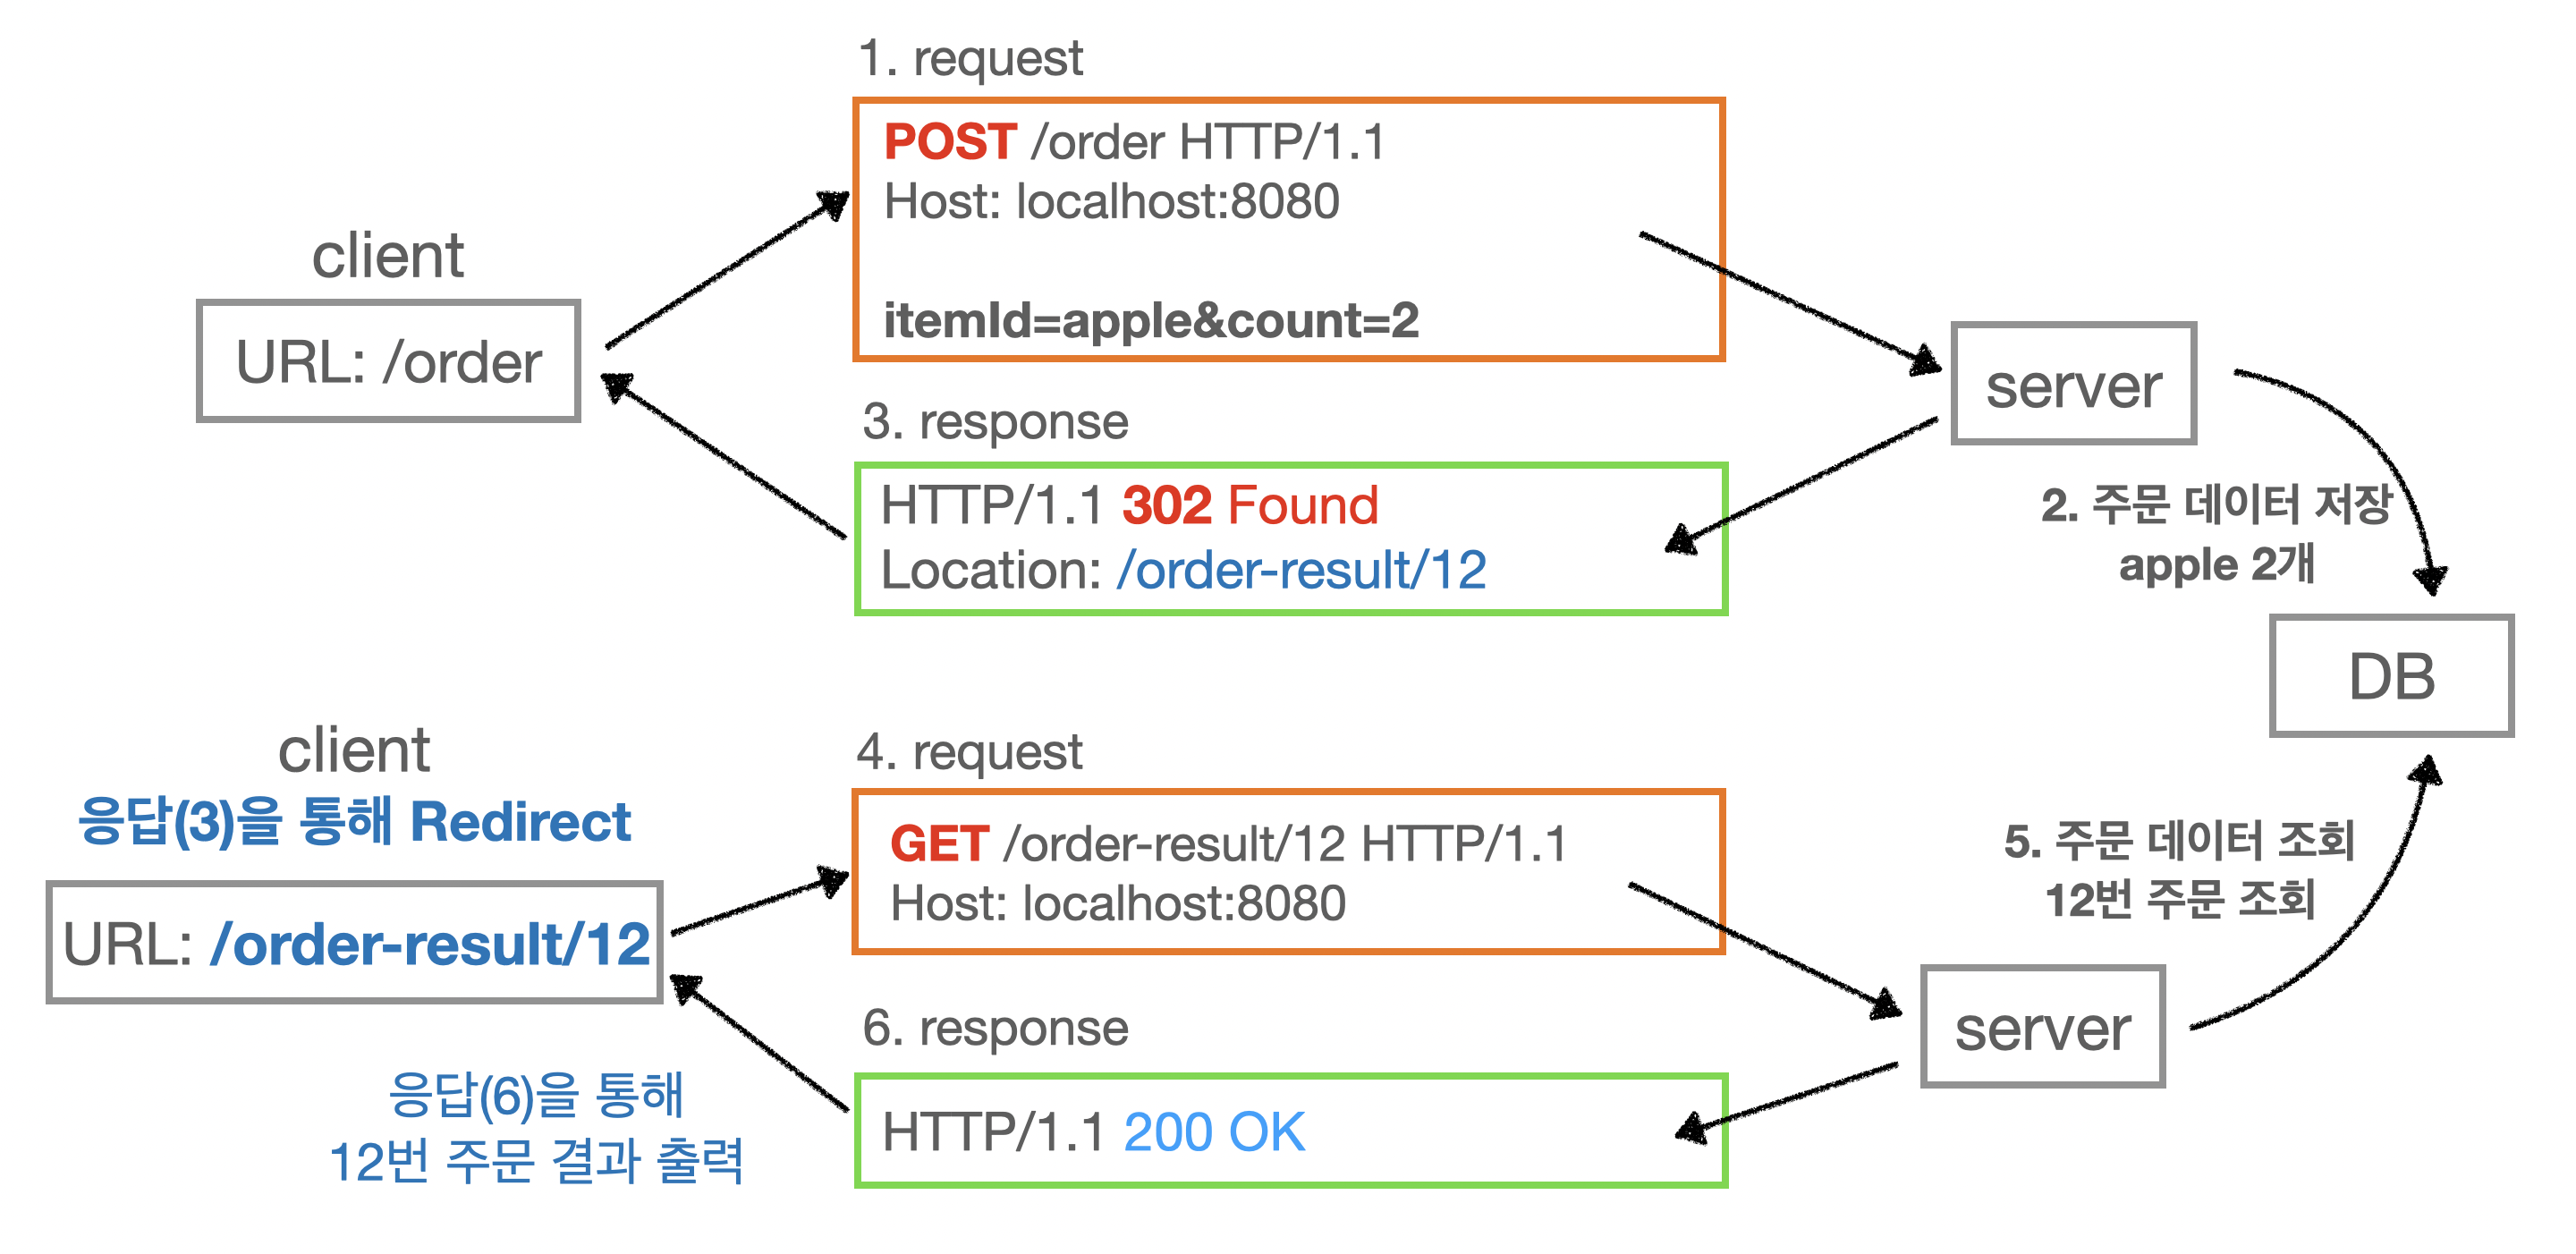 1. request
POST /order HTTP/1.1
Host: localhost:8080
itemId=apple&count=2
client
URL: /order
server
3. response
HTTP/1.1 302 Found
Location: /order-result/12
2. 주문 데이터 저장
apple 2개
DB
client
응답(3)을 통해 Redirect
URL: /order-result/12
4. request
GET /order-result/12 HTTP/1.1
Host: localhost:8080
5. 주문 데이터 조회
12번 주문 조회
server
6. response
HTTP/1.1 200 OK
응답(6)을 통해
12번 주문 결과 출력